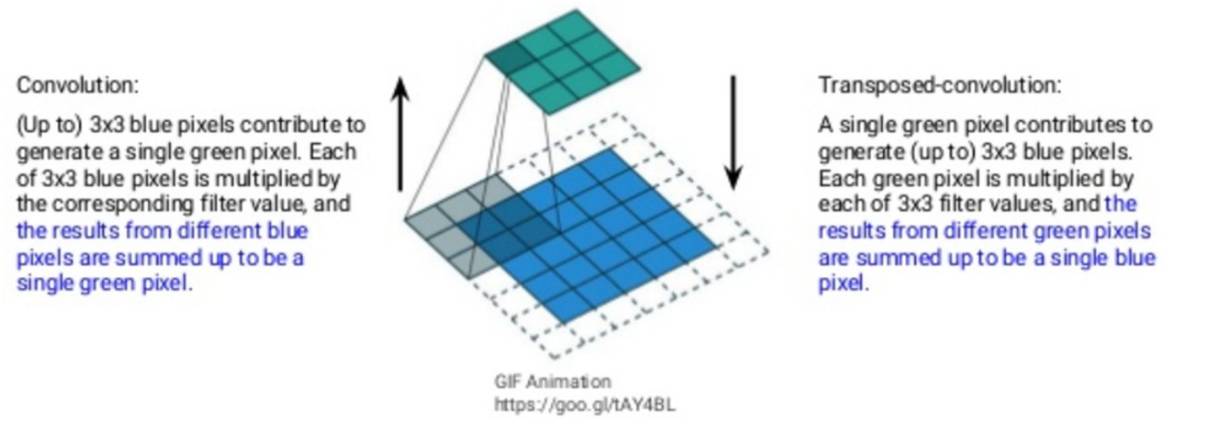 Convolution:
(Up to) 3x3 blue pixels contribute to
generate a single green pixel. Each
of 3x3 blue pixels is multiplied by
the corresponding filter value, and
the results from different blue
pixels are summed up to be a
single green pixel.
Transposed-convolution:
A single green pixel contributes to
generate (up to) 3x3 blue pixels.
Each green pixel is multiplied by
each of 3x3 filter values, and the
results from different green pixels
are summed up to be a single blue
pixel.
GIF Animation
https://goo.gl/tAY4BL